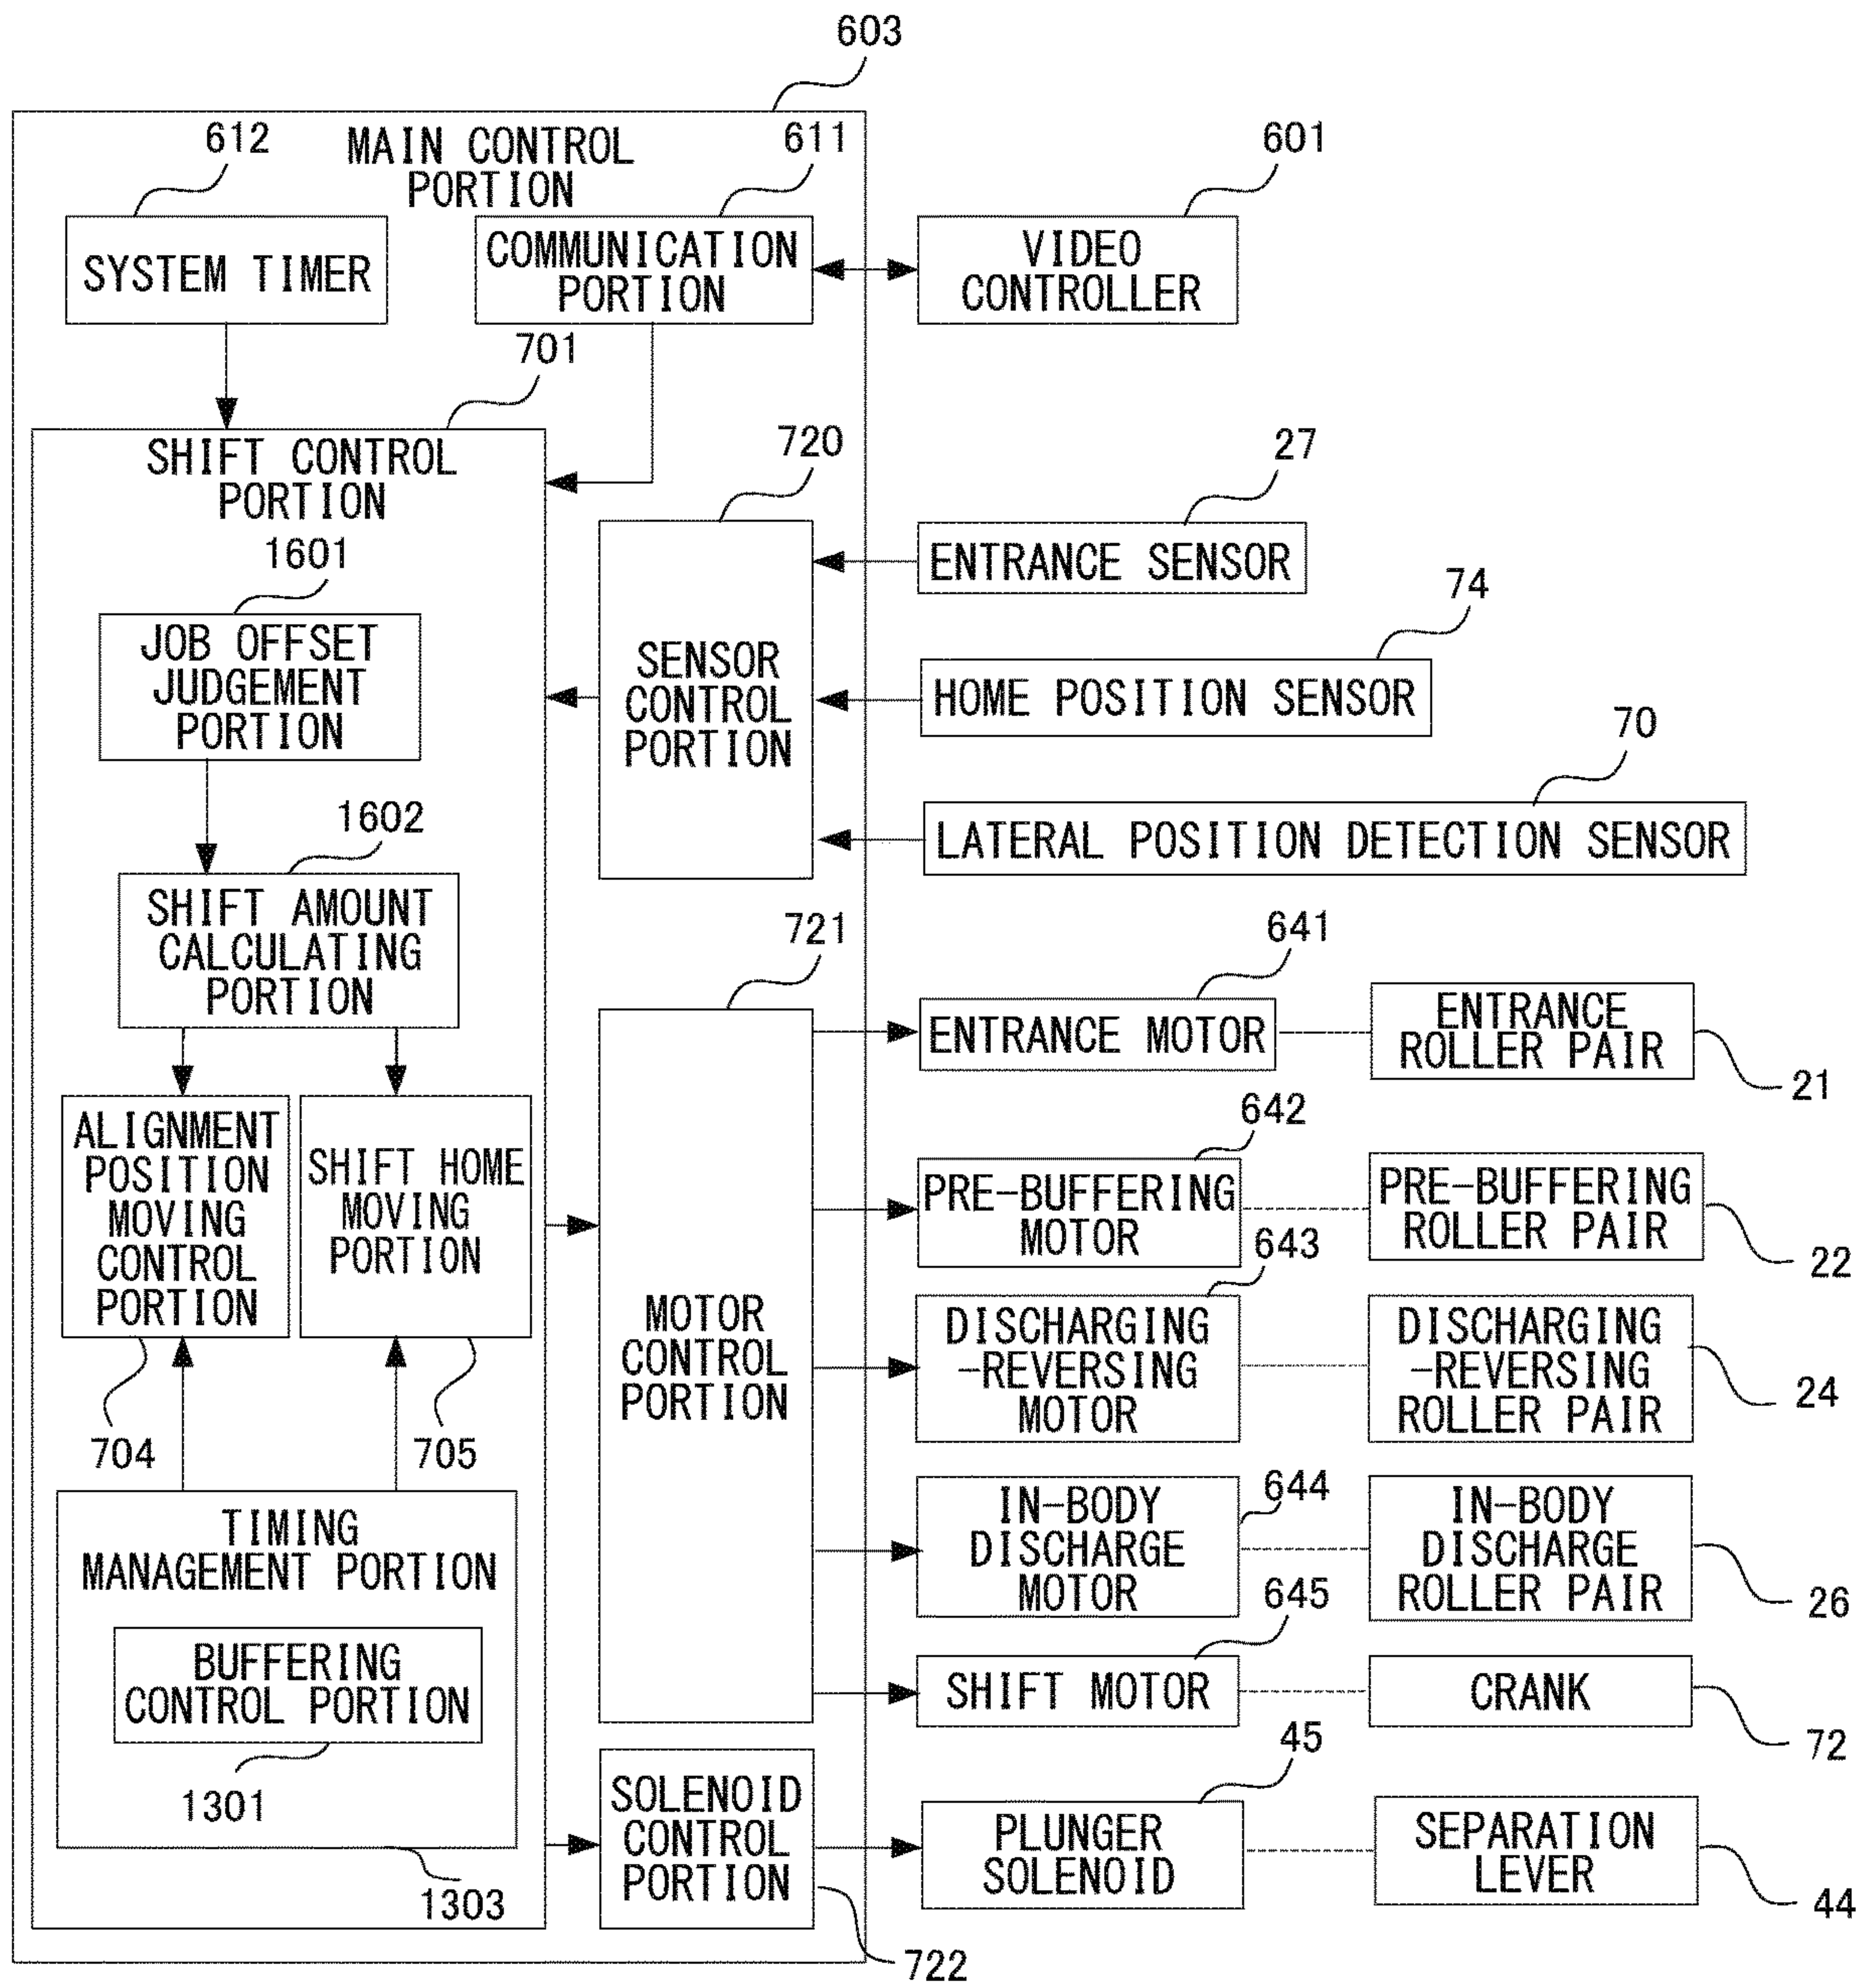 603
MAIN CONTROL
PORTION
612
611
601
SYSTEM TIMER
COMMUNICATION
PORTION
VIDEO
CONTROLLER
701
SHIFT CONTROL
PORTION
720
27
ENTRANCE SENSOR
1601
JOB OFFSET
JUDGEMENT
PORTION
SENSOR
CONTROL
PORTION
74
HOME POSITION SENSOR
70
LATERAL POSITION DETECTION SENSOR
1602
SHIFT AMOUNT
CALCULATING
PORTION
721
641
ENTRANCE MOTOR
ENTRANCE
ROLLER PAIR
21
ALIGNMENT
POSITION
MOVING
CONTROL
PORTION
SHIFT HOME
MOVING
PORTION
642
PRE-BUFFERING
MOTOR
PRE-BUFFERING
ROLLER PAIR
22
643
MOTOR
CONTROL
PORTION
DISCHARGING
-REVERSING
MOTOR
DISCHARGING
-REVERSING
ROLLER PAIR
24
704
705
644
IN-BODY
DISCHARGE
MOTOR
IN-BODY
DISCHARGE
ROLLER PAIR
26
TIMING
MANAGEMENT PORTION
645
BUFFERING
CONTROL PORTION
SHIFT MOTOR
CRANK
72
1301
45
SOLENOID
CONTROL
PORTION
PLUNGER
SOLENOID
SEPARATION
LEVER
44
1303
722